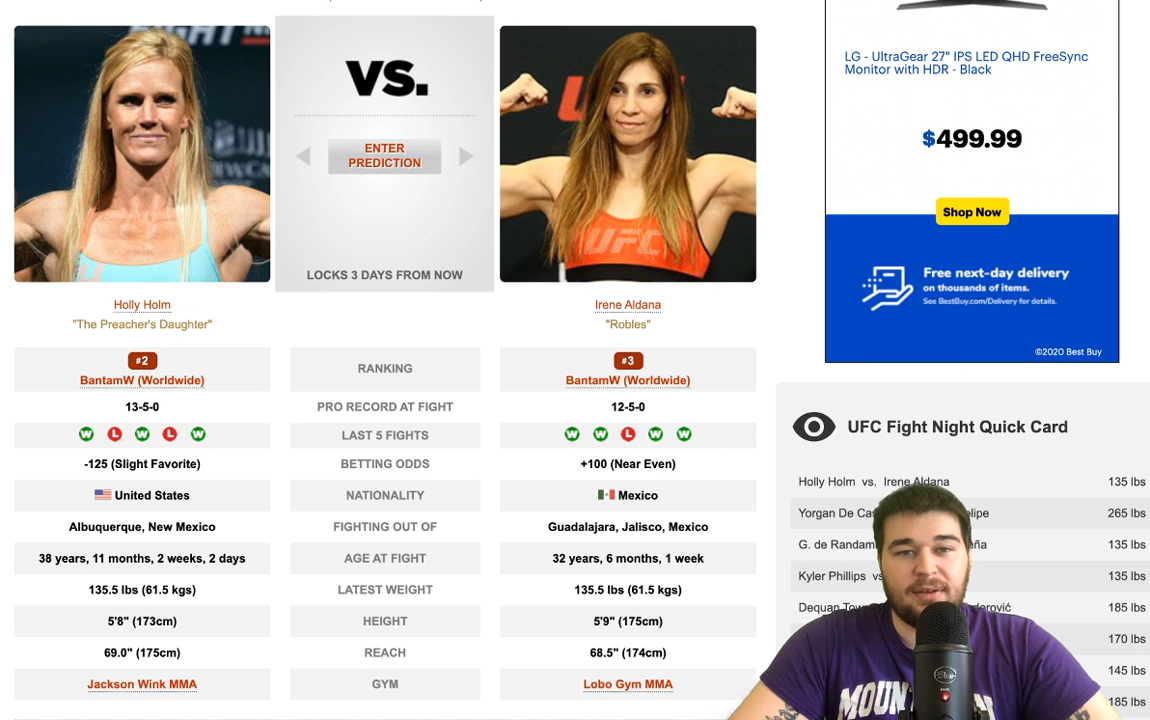 FIGHT NI
VS.
ENTER
PREDICTION
LOCKS 3 DAYS FROM NOW
UFC
Holly Holm
"The Preacher's Daughter"
Irene Aldana
"Robles"
#2
BantamW (Worldwide)
RANKING
#3
BantamW (Worldwide)
13-5-0
PRO RECORD AT FIGHT
12-5-0
W L W L W
LAST 5 FIGHTS
W W L W W
-125 (Slight Favorite)
BETTING ODDS
+100 (Near Even)
United States
NATIONALITY
Mexico
Albuquerque, New Mexico
FIGHTING OUT OF
Guadalajara, Jalisco, Mexico
38 years, 11 months, 2 weeks, 2 days
AGE AT FIGHT
32 years, 6 months, 1 week
135.5 lbs (61.5 kgs)
LATEST WEIGHT
135.5 lbs (61.5 kgs)
5'8" (173cm)
HEIGHT
5'9" (175cm)
69.0" (175cm)
REACH
68.5" (174cm)
Jackson Wink MMA
GYM
Lobo Gym MMA
LG - UltraGear 27" IPS LED QHD FreeSync
Monitor with HDR - Black
$499.99
Shop Now
Free next-day delivery
on thousands of items.
See BestBuy.com/Delivery for details.
©2020 Best Buy
UFC Fight Night Quick Card
Holly Holm vs. Irene Aldana 135 lbs
Yorgan De Cas elipe 265 lbs
G. de Randam ña 135 lbs
Kyler Phillips vs 135 lbs
Dequan Tow dorović 185 lbs
170 lbs
145 lbs
185 lbs
Blue
MOUN